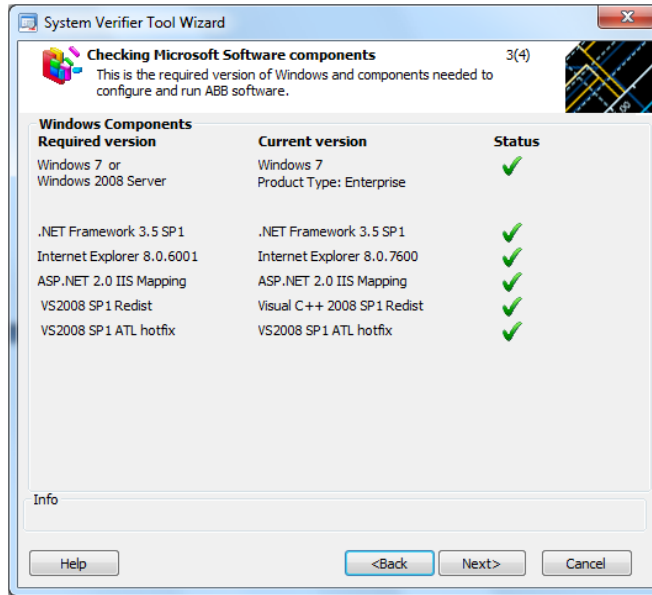 System Verifier Tool Wizard
X
Checking Microsoft Software components 3(4)
This is the required version of Windows and components needed to
configure and run ABB software.
Windows Components
Required version Current version Status
Windows 7 or Windows 7
Windows 2008 Server Product Type: Enterprise
.NET Framework 3.5 SP1 .NET Framework 3.5 SP1
Internet Explorer 8.0.6001 Internet Explorer 8.0.7600
ASP.NET 2.0 IIS Mapping ASP.NET 2.0 IIS Mapping
VS2008 SP1 Redist Visual C++ 2008 SP1 Redist
VS2008 SP1 ATL hotfix VS2008 SP1 ATL hotfix
Info
Help <Back Next> Cancel